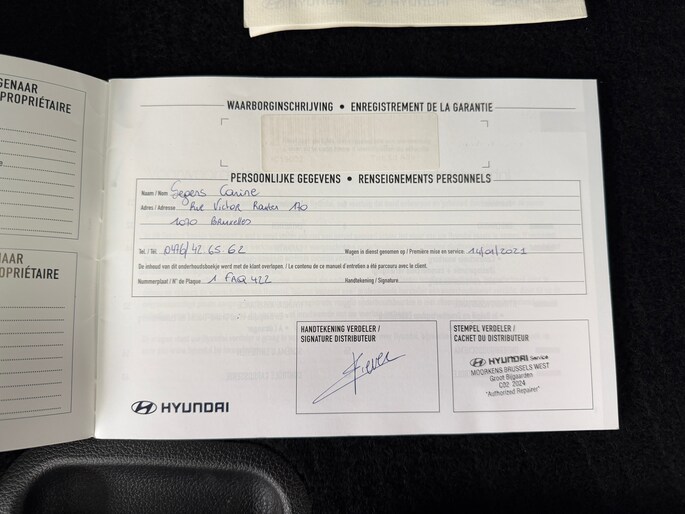 GENAAR
PROPRIÉTAIRE
WAARBORGINSCHRIJVING • ENREGISTREMENT DE LA GARANTIE
PERSOONLIJKE GEGEVENS • RENSEIGNEMENTS PERSONNELS
Naam / Nom Segers Carine
Adres / Adresse Rue Victor Rauter 170
1070 Bruxelles
Tel. / Tél 0476/42 65 62 Wagen in dienst genomen op / Première mise en service 14/01/2021
De inhoud van dit onderhoudsboekje werd met de klant overlopen. / Le contenu de ce manuel d'entretien a été parcouru avec le client.
Nummerplaat / N° de Plaque 1 FAQ 422 Handtekening / Signature
NAAR
PROPRIÉTAIRE
HANDTEKENING VERDELER /
SIGNATURE DISTRIBUTEUR
STEMPEL VERDELER /
CACHET DU DISTRIBUTEUR
HYUNDAI Service
MOORKENS BRUSSELS WEST
Groot Bijgaarden
C02 2024
"Authorized Repairer"
HYUNDAI